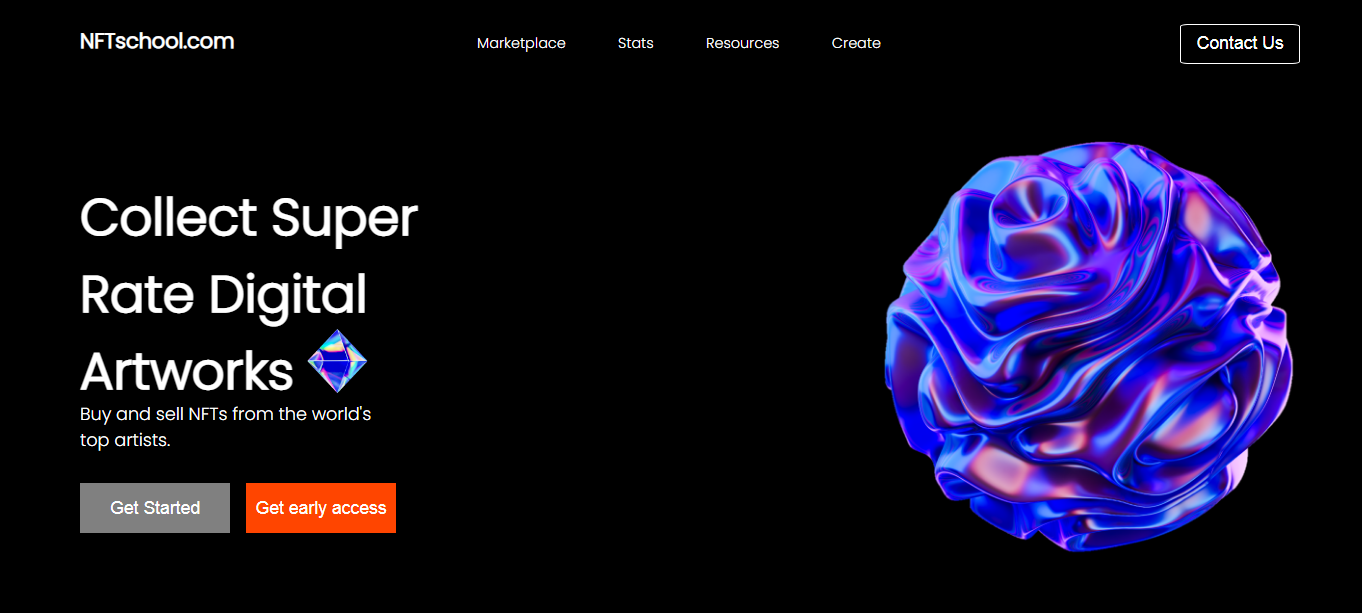 NFTschool.com
Marketplace Stats Resources Create
Contact Us
Collect Super
Rate Digital
Artworks
Buy and sell NFTs from the world's
top artists.
Get Started
Get early access